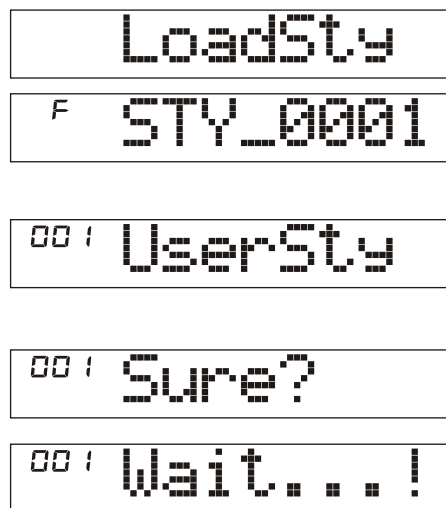 LoadSty
F STY_0001
001 UserSty
001 Sure?
001 Wait...!